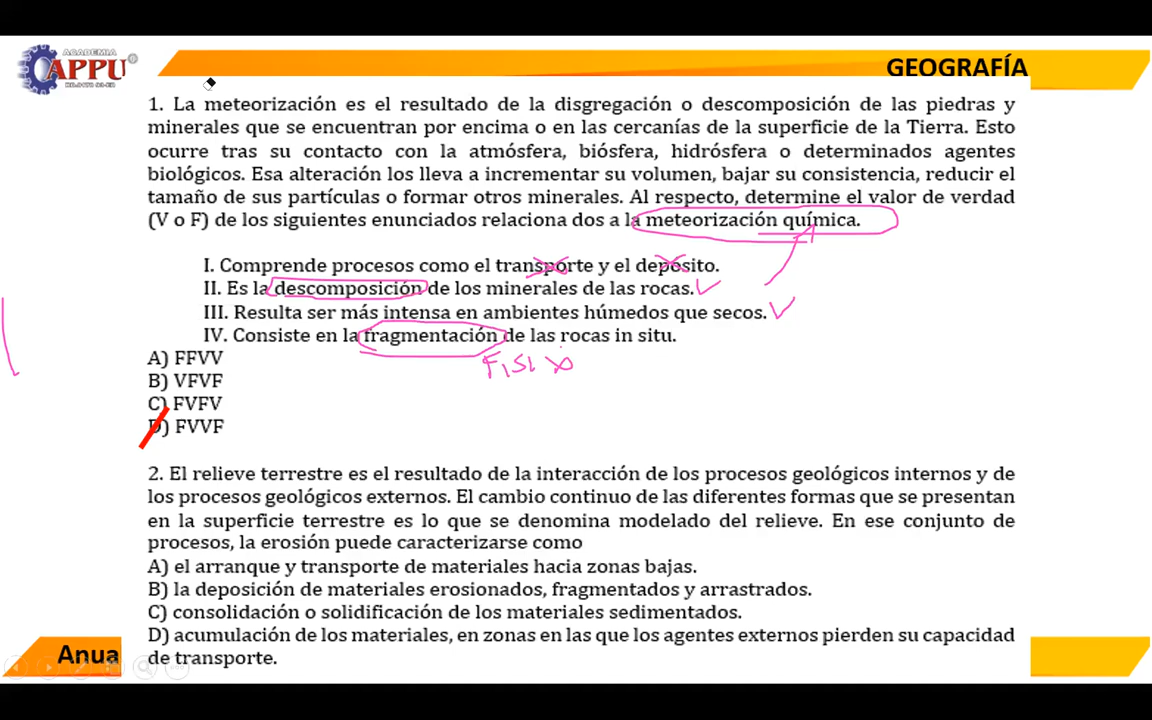 ACADEMIA
APPU
GEOGRAFÍA
1. La meteorización es el resultado de la disgregación o descomposición de las piedras y
minerales que se encuentran por encima o en las cercanías de la superficie de la Tierra. Esto
ocurre tras su contacto con la atmósfera, biósfera, hidrósfera o determinados agentes
biológicos. Esa alteración los lleva a incrementar su volumen, bajar su consistencia, reducir el
tamaño de sus partículas o formar otros minerales. Al respecto, determine el valor de verdad
(V o F) de los siguientes enunciados relaciona dos a la meteorización química.
I. Comprende procesos como el transporte y el deposito.
II. Es la descomposición de los minerales de las rocas.
III. Resulta ser más intensa en ambientes húmedos que secos.
IV. Consiste en la fragmentación de las rocas in situ.
FISI
A) FFVV
B) VFVF
C) FVFV
D) FVVF
2. El relieve terrestre es el resultado de la interacción de los procesos geológicos internos y de
los procesos geológicos externos. El cambio continuo de las diferentes formas que se presentan
en la superficie terrestre es lo que se denomina modelado del relieve. En ese conjunto de
procesos, la erosión puede caracterizarse como
A) el arranque y transporte de materiales hacia zonas bajas.
B) la deposición de materiales erosionados, fragmentados y arrastrados.
C) consolidación o solidificación de los materiales sedimentados.
D) acumulación de los materiales, en zonas en las que los agentes externos pierden su capacidad
de transporte.
Anua